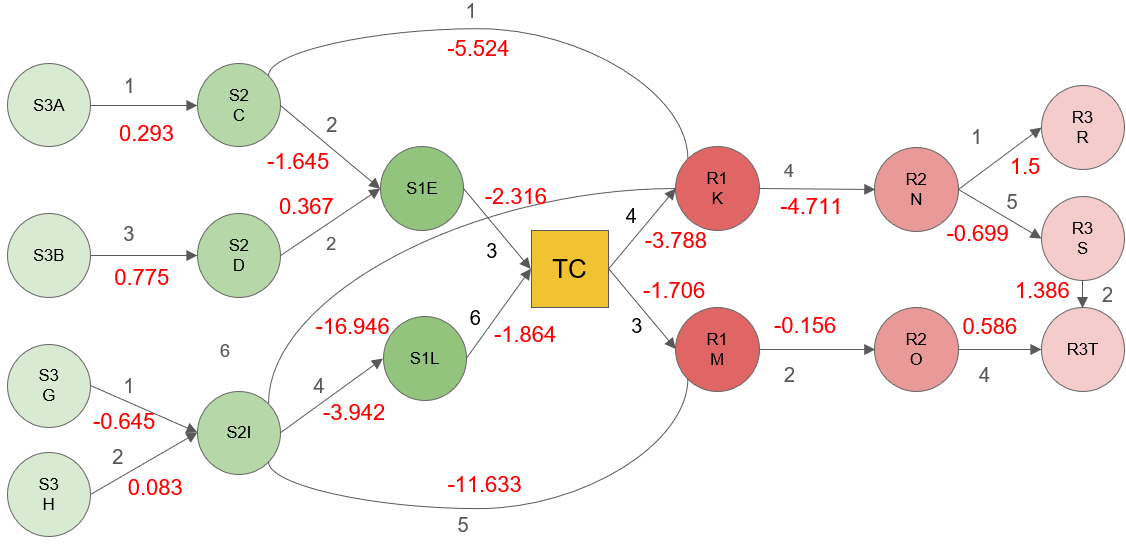 1
-5.524
S3A
1
0.293
S2
C
2
-1.645
S1E
-2.316
3
S3B
3
0.775
S2
D
0.367
2
TC
4
-3.788
R1
K
4
-4.711
R2
N
1
1.5
R3
R
5
-0.699
R3
S
1.386
2
-1.706
3
R1
M
-0.156
2
R2
O
0.586
4
R3T
-16.946
6
S1L
6
-1.864
S3
G
1
-0.645
S3
H
2
0.083
S2I
4
-3.942
-11.633
5